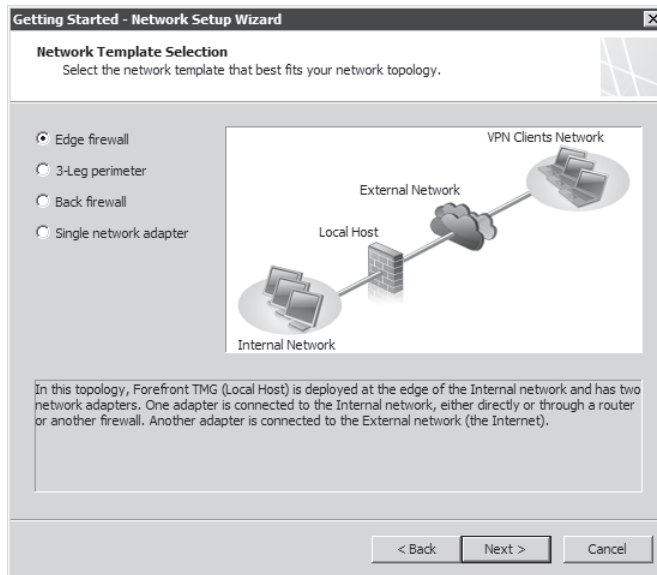 Getting Started - Network Setup Wizard
Network Template Selection
Select the network template that best fits your network topology.
Edge firewall
3-Leg perimeter
Back firewall
Single network adapter
VPN Clients Network
External Network
Local Host
Internal Network
In this topology, Forefront TMG (Local Host) is deployed at the edge of the Internal network and has two
network adapters. One adapter is connected to the Internal network, either directly or through a router
or another firewall. Another adapter is connected to the External network (the Internet).
< Back
Next >
Cancel